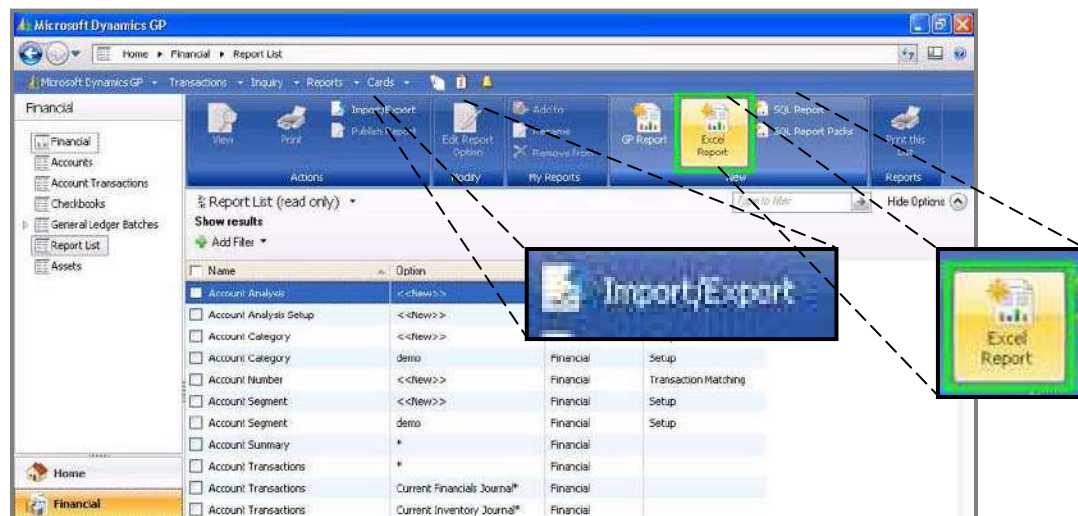 Microsoft Dynamics GP
Home Financial Report List
Microsoft Dynamics GP Transactions Inquiry Reports Cards
Financial
Financial
Accounts
Account Transactions
Checkbooks
General Ledger Batches
Report List
Assets
Home
Financial
View
Print
Import/Export
Publish Report
Actions
Edit Report
Option
Modify
Add to
Rename
Remove from
My Reports
GP Report
Excel
Report
SQL Report
SQL Report Packs
New
Print this
List
Reports
Report List (read only)
Type to filter
Hide Options
Show results
Add Filter
Name Option
Account Analysis <<New>>
Account Analysis Setup <<New>>
Account Category <<New>>
Account Category demo Financial Setup
Account Number <<New>> Financial Transaction Matching
Account Segment <<New>> Financial Setup
Account Segment demo Financial Setup
Account Summary * Financial
Account Transactions * Financial
Account Transactions Current Financials Journal* Financial
Account Transactions Current Inventory Journal* Financial
Import/Export
Excel
Report